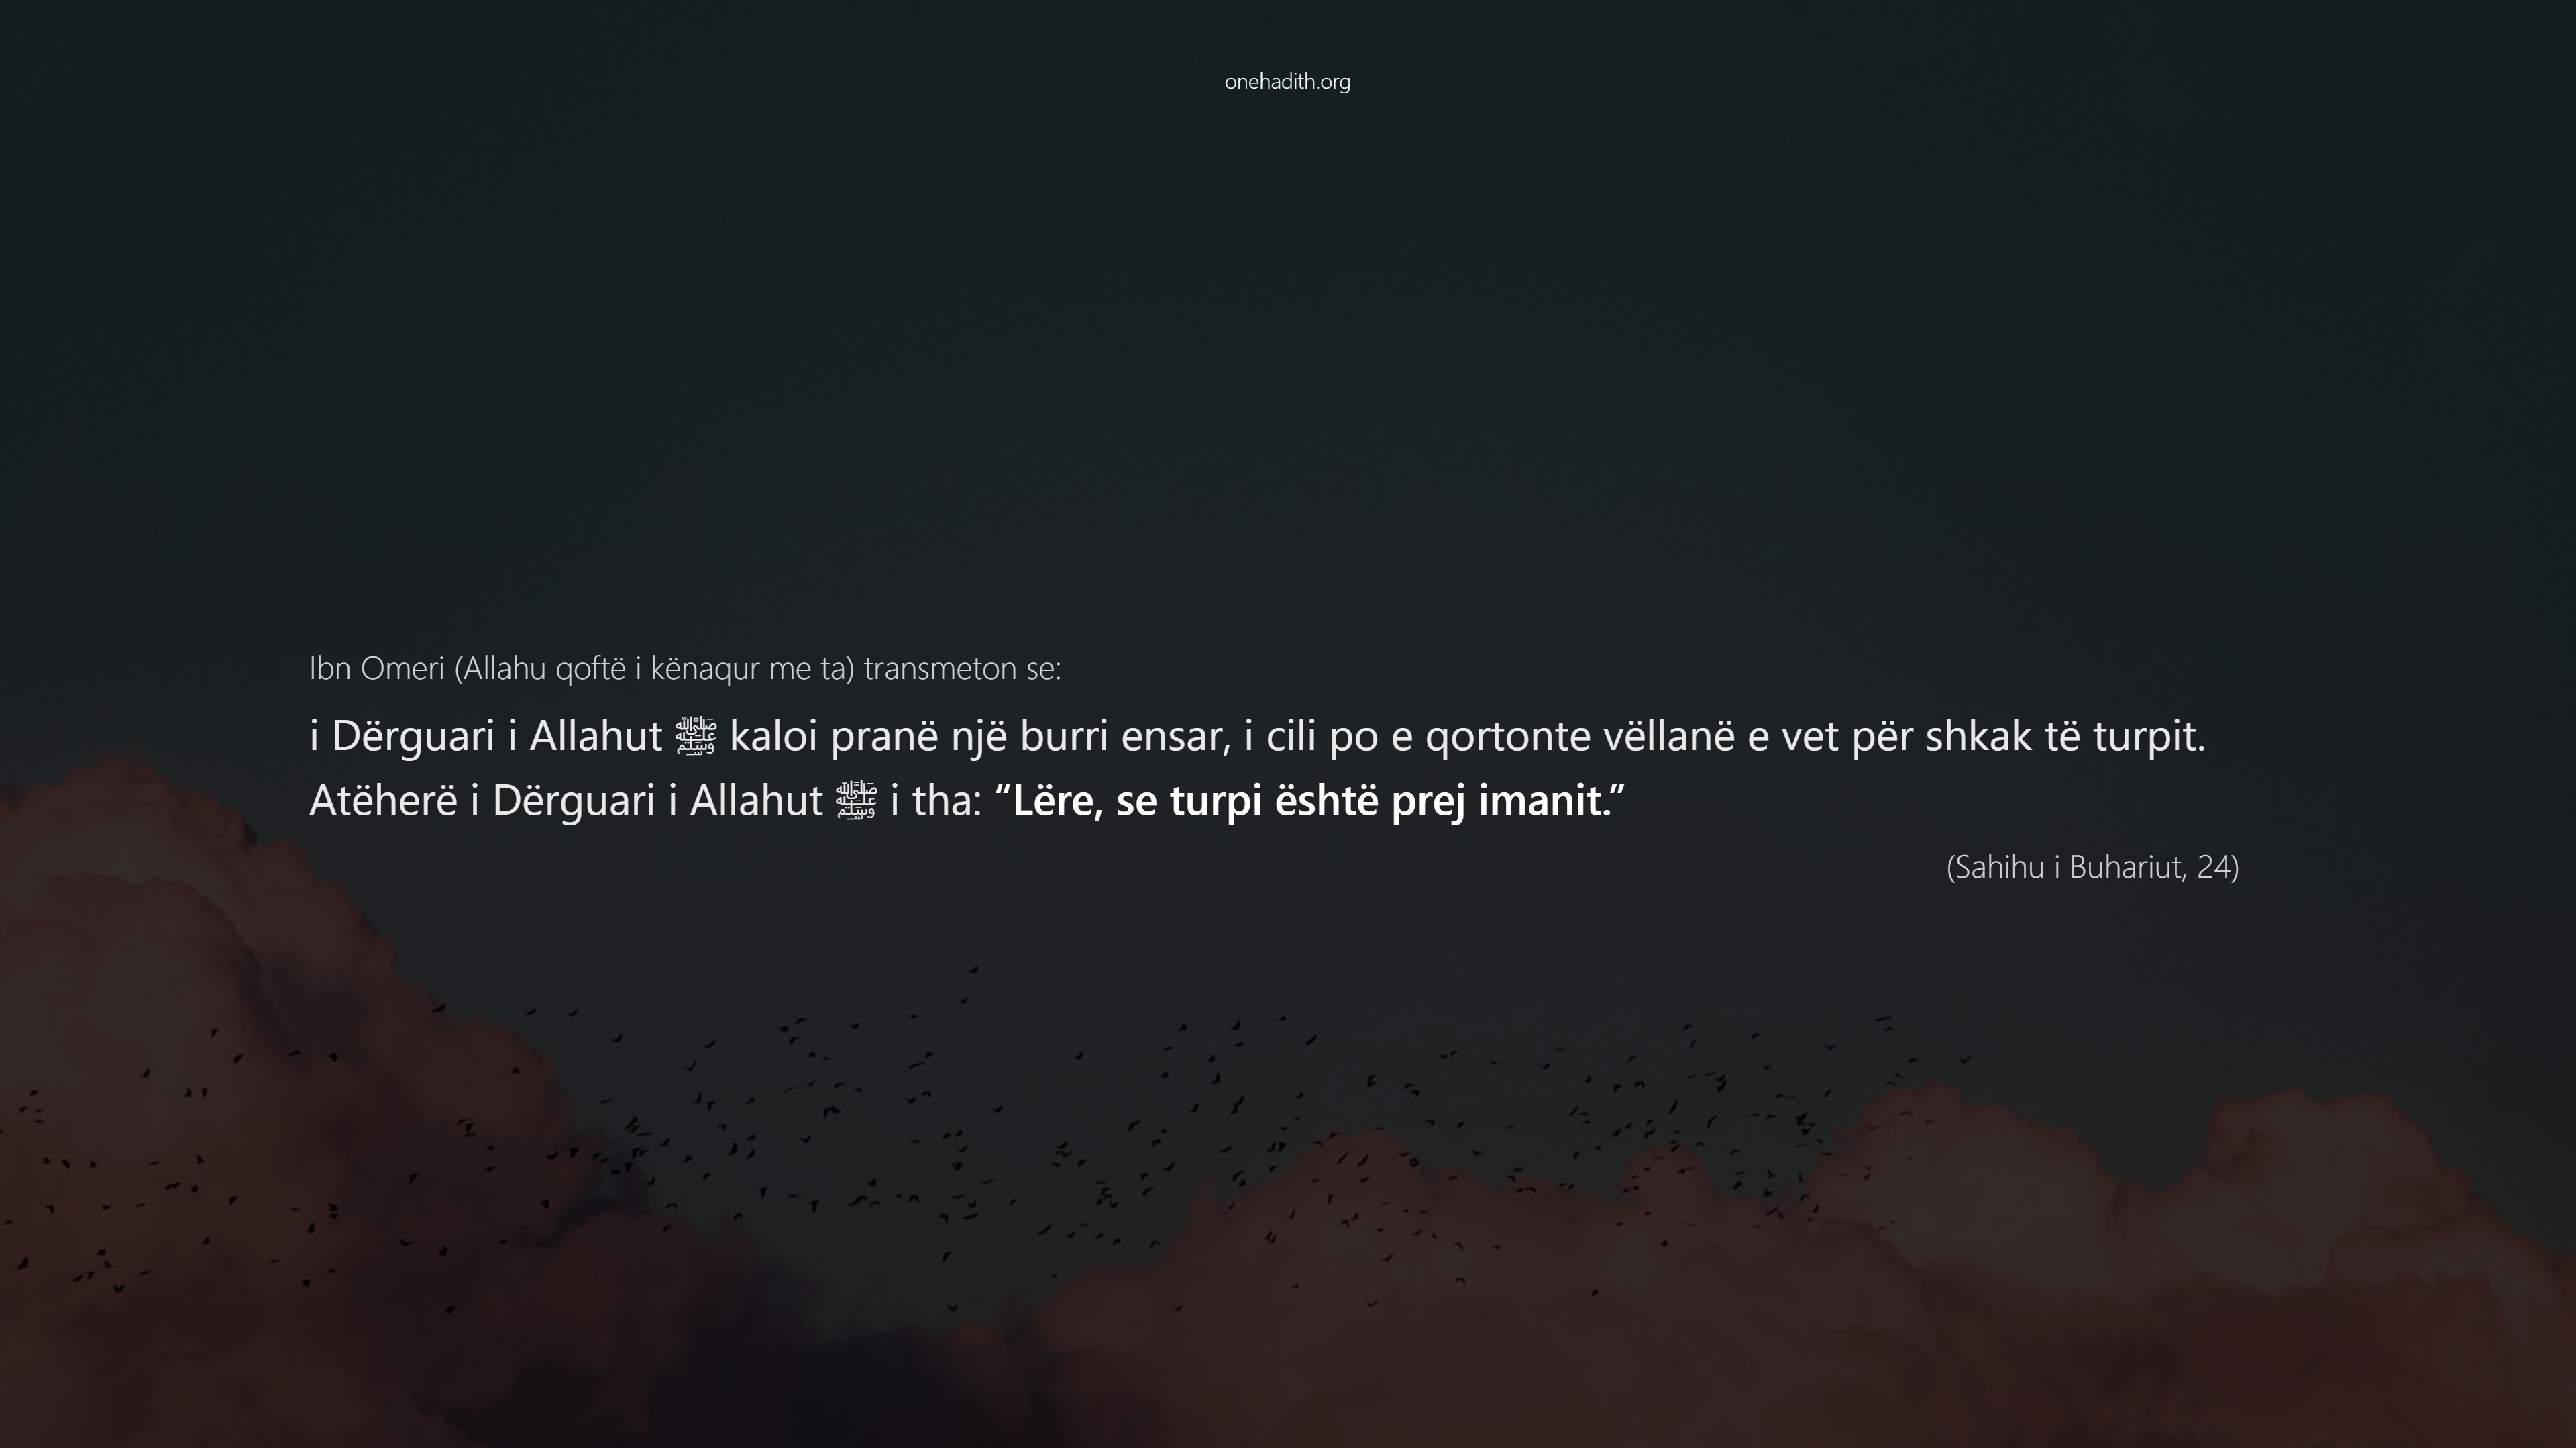 onehadith.org
Ibn Omeri (Allahu qoftë i kënaqur me ta) transmeton se:
i Dërguari i Allahut ﷺ kaloi pranë një burri ensar, i cili po e qortonte vëllanë e vet për shkak të turpit.
Atëherë i Dërguari i Allahut ﷺ i tha: “Lëre, se turpi është prej imanit.”
(Sahihu i Buhariut, 24)